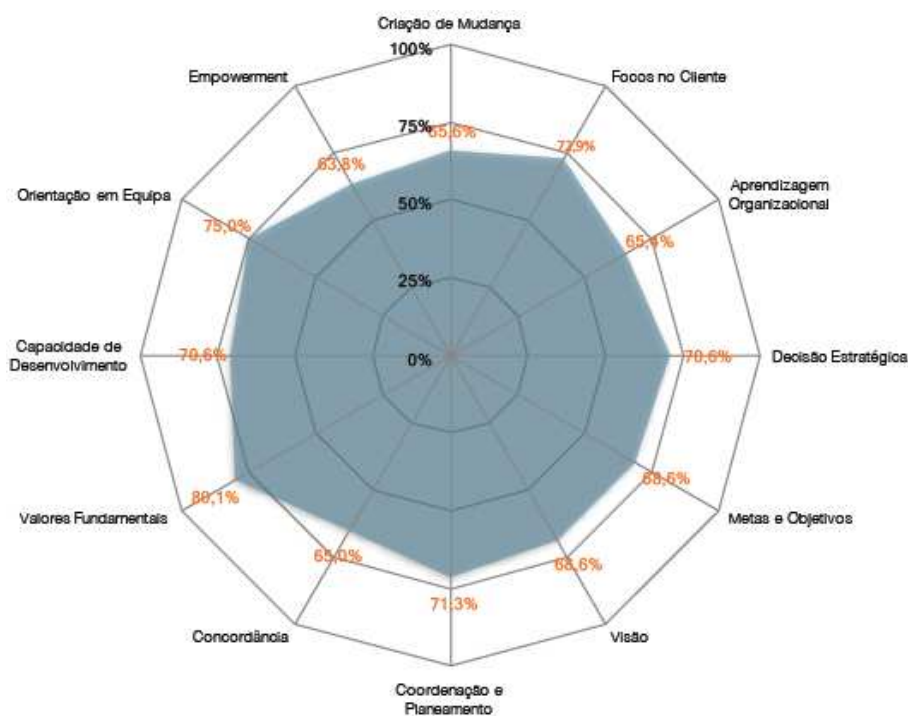 Criação de Mudança
100%
Empowerment
Focos no Cliente
75%
65,6%
72,9%
63,8%
Orientação em Equipa
Aprendizagem
Organizacional
75,0%
50%
65,4%
25%
Capacidade de
Desenvolvimento
70,6%
0%
70,6%
Decisão Estratégica
80,1%
68,6%
Valores Fundamentais
Metas e Objetivos
65,0%
68,6%
71,3%
Concordância
Visão
Coordenação e
Planeamento